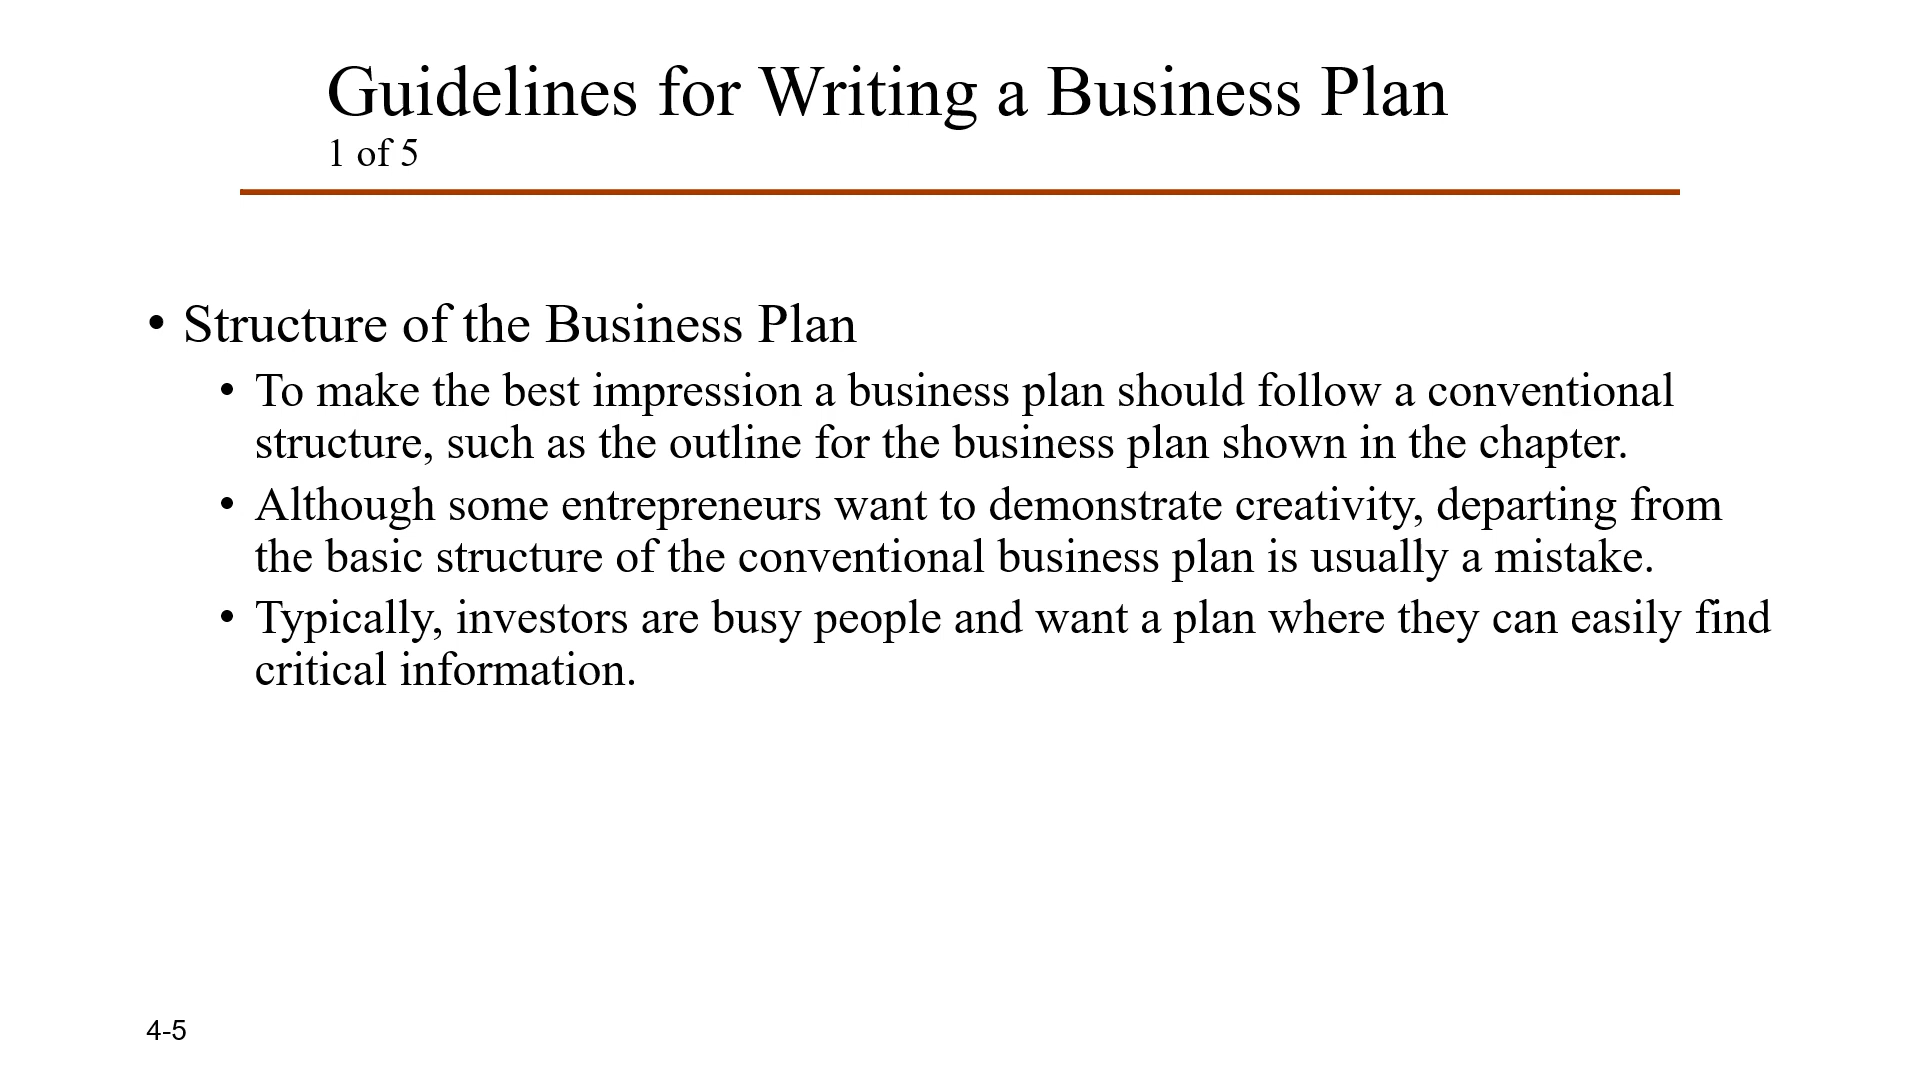 Guidelines for Writing a Business Plan
1 of 5
• Structure of the Business Plan
• To make the best impression a business plan should follow a conventional
structure, such as the outline for the business plan shown in the chapter.
• Although some entrepreneurs want to demonstrate creativity, departing from
the basic structure of the conventional business plan is usually a mistake.
• Typically, investors are busy people and want a plan where they can easily find
critical information.
4-5